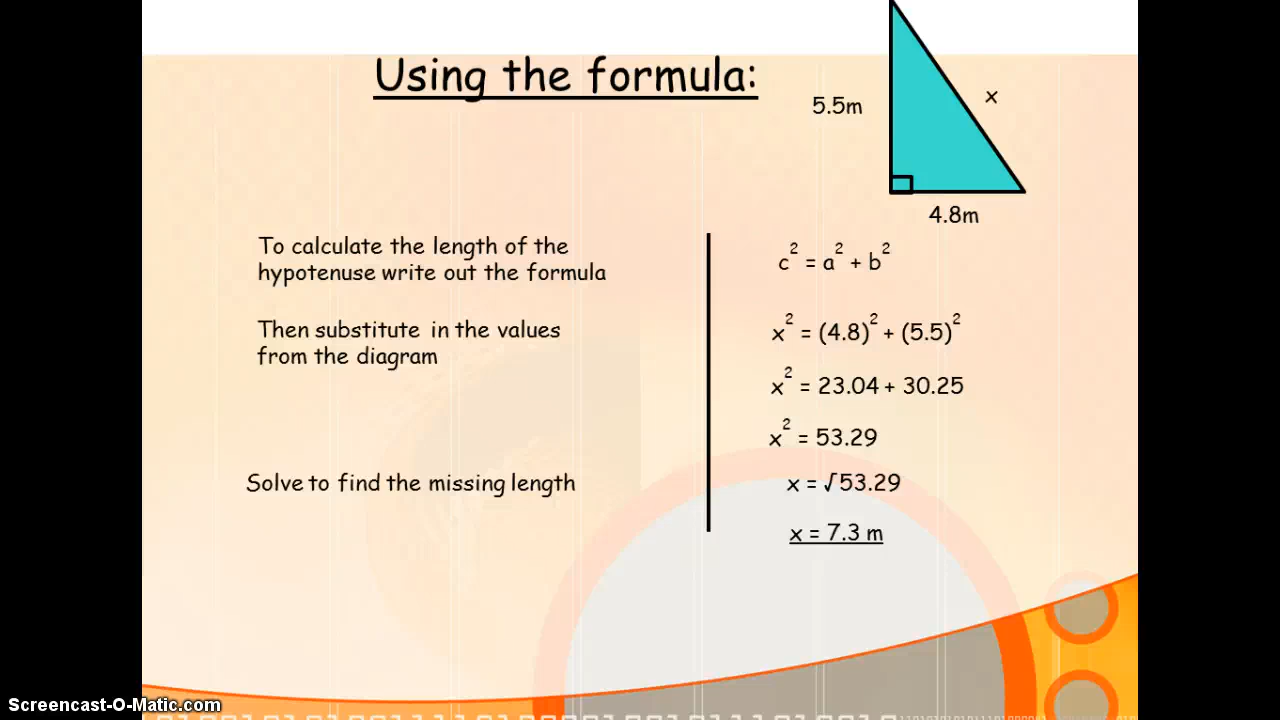 Using the formula:
5.5m
x
4.8m
To calculate the length of the
hypotenuse write out the formula
c² = a² + b²
Then substitute in the values
from the diagram
x² = (4.8)² + (5.5)²
x² = 23.04 + 30.25
x² = 53.29
Solve to find the missing length
x = √53.29
x = 7.3 m
Screencast-O-Matic.com